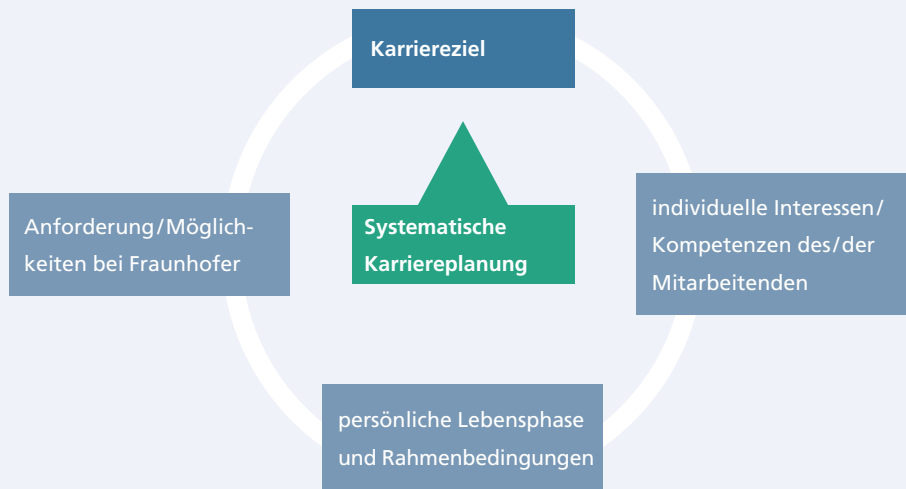 Karriereziel
Anforderung/Möglich-
keiten bei Fraunhofer
Systematische
Karriereplanung
individuelle Interessen/
Kompetenzen des/der
Mitarbeitenden
persönliche Lebensphase
und Rahmenbedingungen